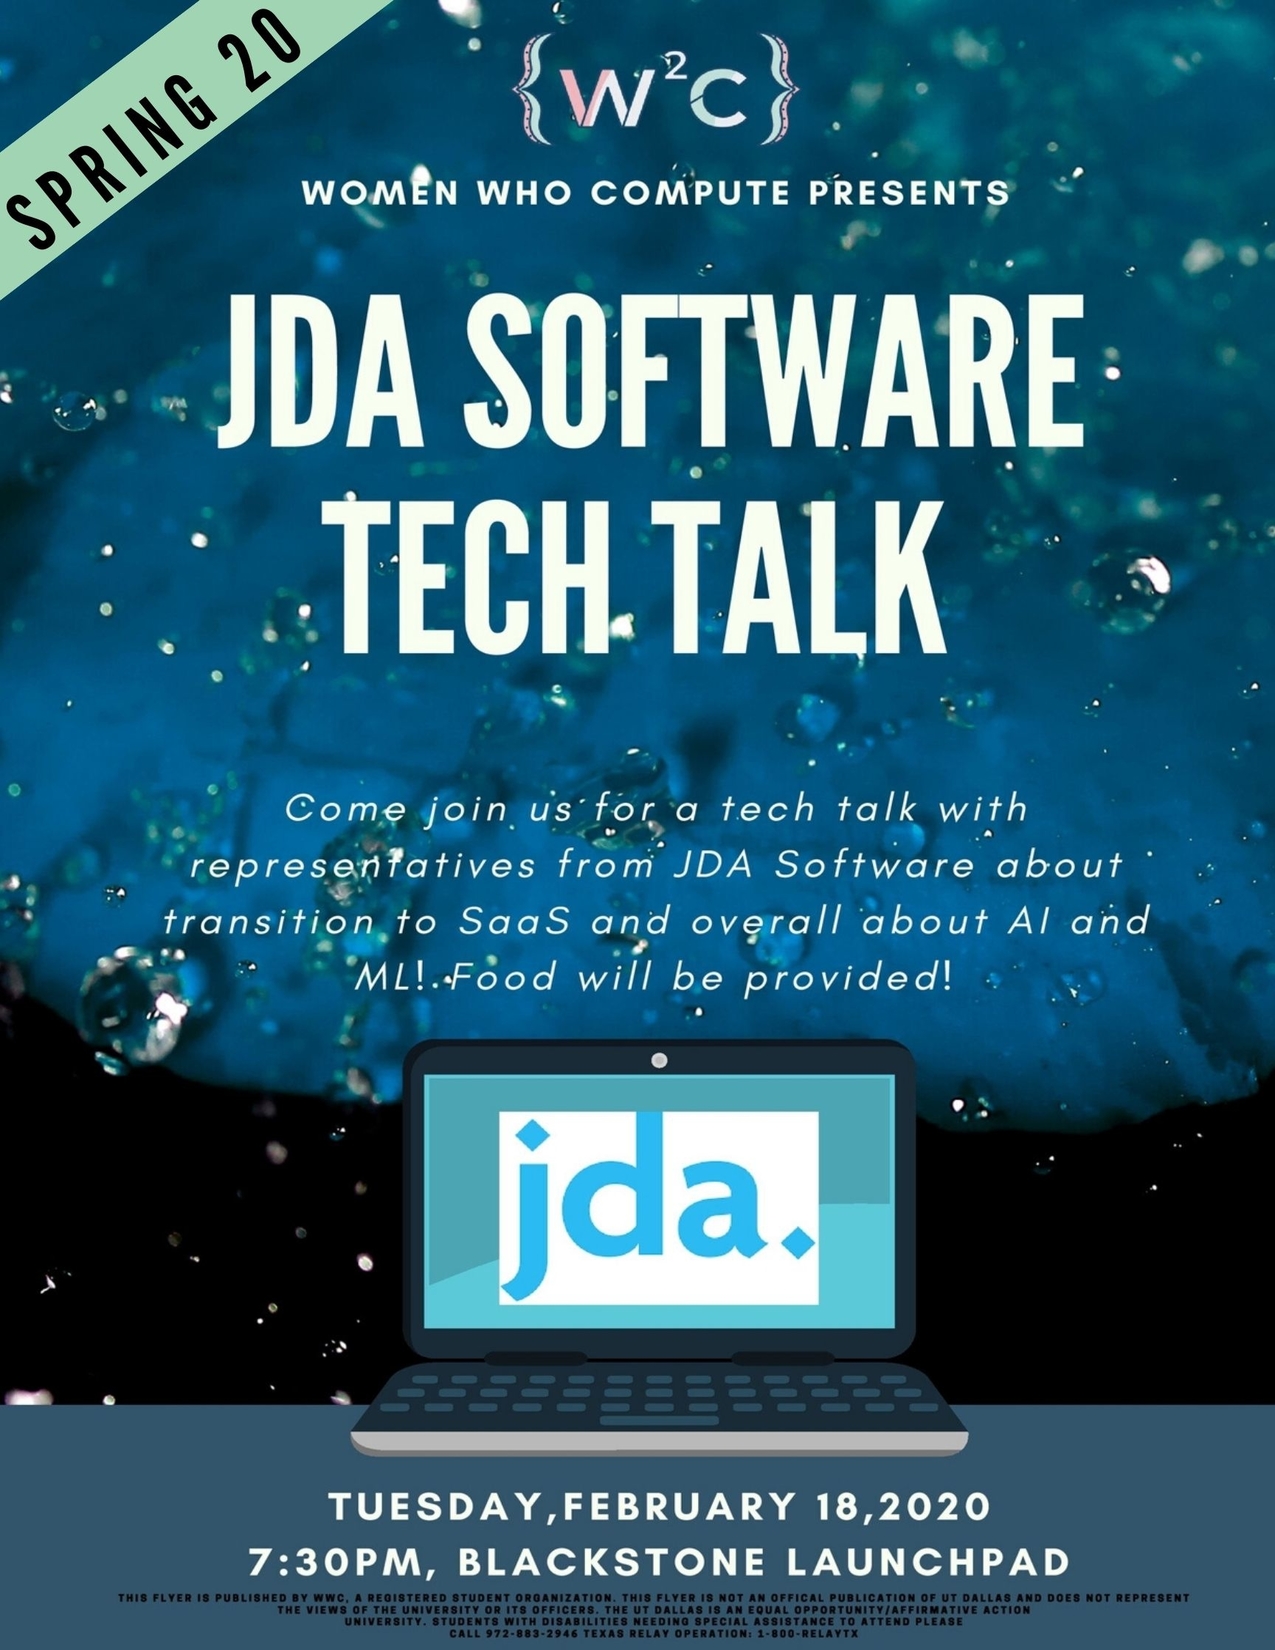 SPRING 20
{W²C}
WOMEN WHO COMPUTE PRESENTS
JDA SOFTWARE
TECH TALK
Come join us for a tech talk with
representatives from JDA Software about
transition to SaaS and overall about AI and
ML! Food will be provided!
jda.
TUESDAY,FEBRUARY 18,2020
7:30PM, BLACKSTONE LAUNCHPAD
THIS FLYER IS PUBLISHED BY WWC, A REGISTERED STUDENT ORGANIZATION. THIS FLYER IS NOT AN OFFICAL PUBLICATION OF UT DALLAS AND DOES NOT REPRESENT
THE VIEWS OF THE UNIVERSITY OR ITS OFFICERS. THE UT DALLAS IS AN EQUAL OPPORTUNITY/AFFIRMATIVE ACTION
UNIVERSITY. STUDENTS WITH DISABILITIES NEEDING SPECIAL ASSISTANCE TO ATTEND PLEASE
CALL 972-883-2946 TEXAS RELAY OPERATION: 1-800-RELAYTX